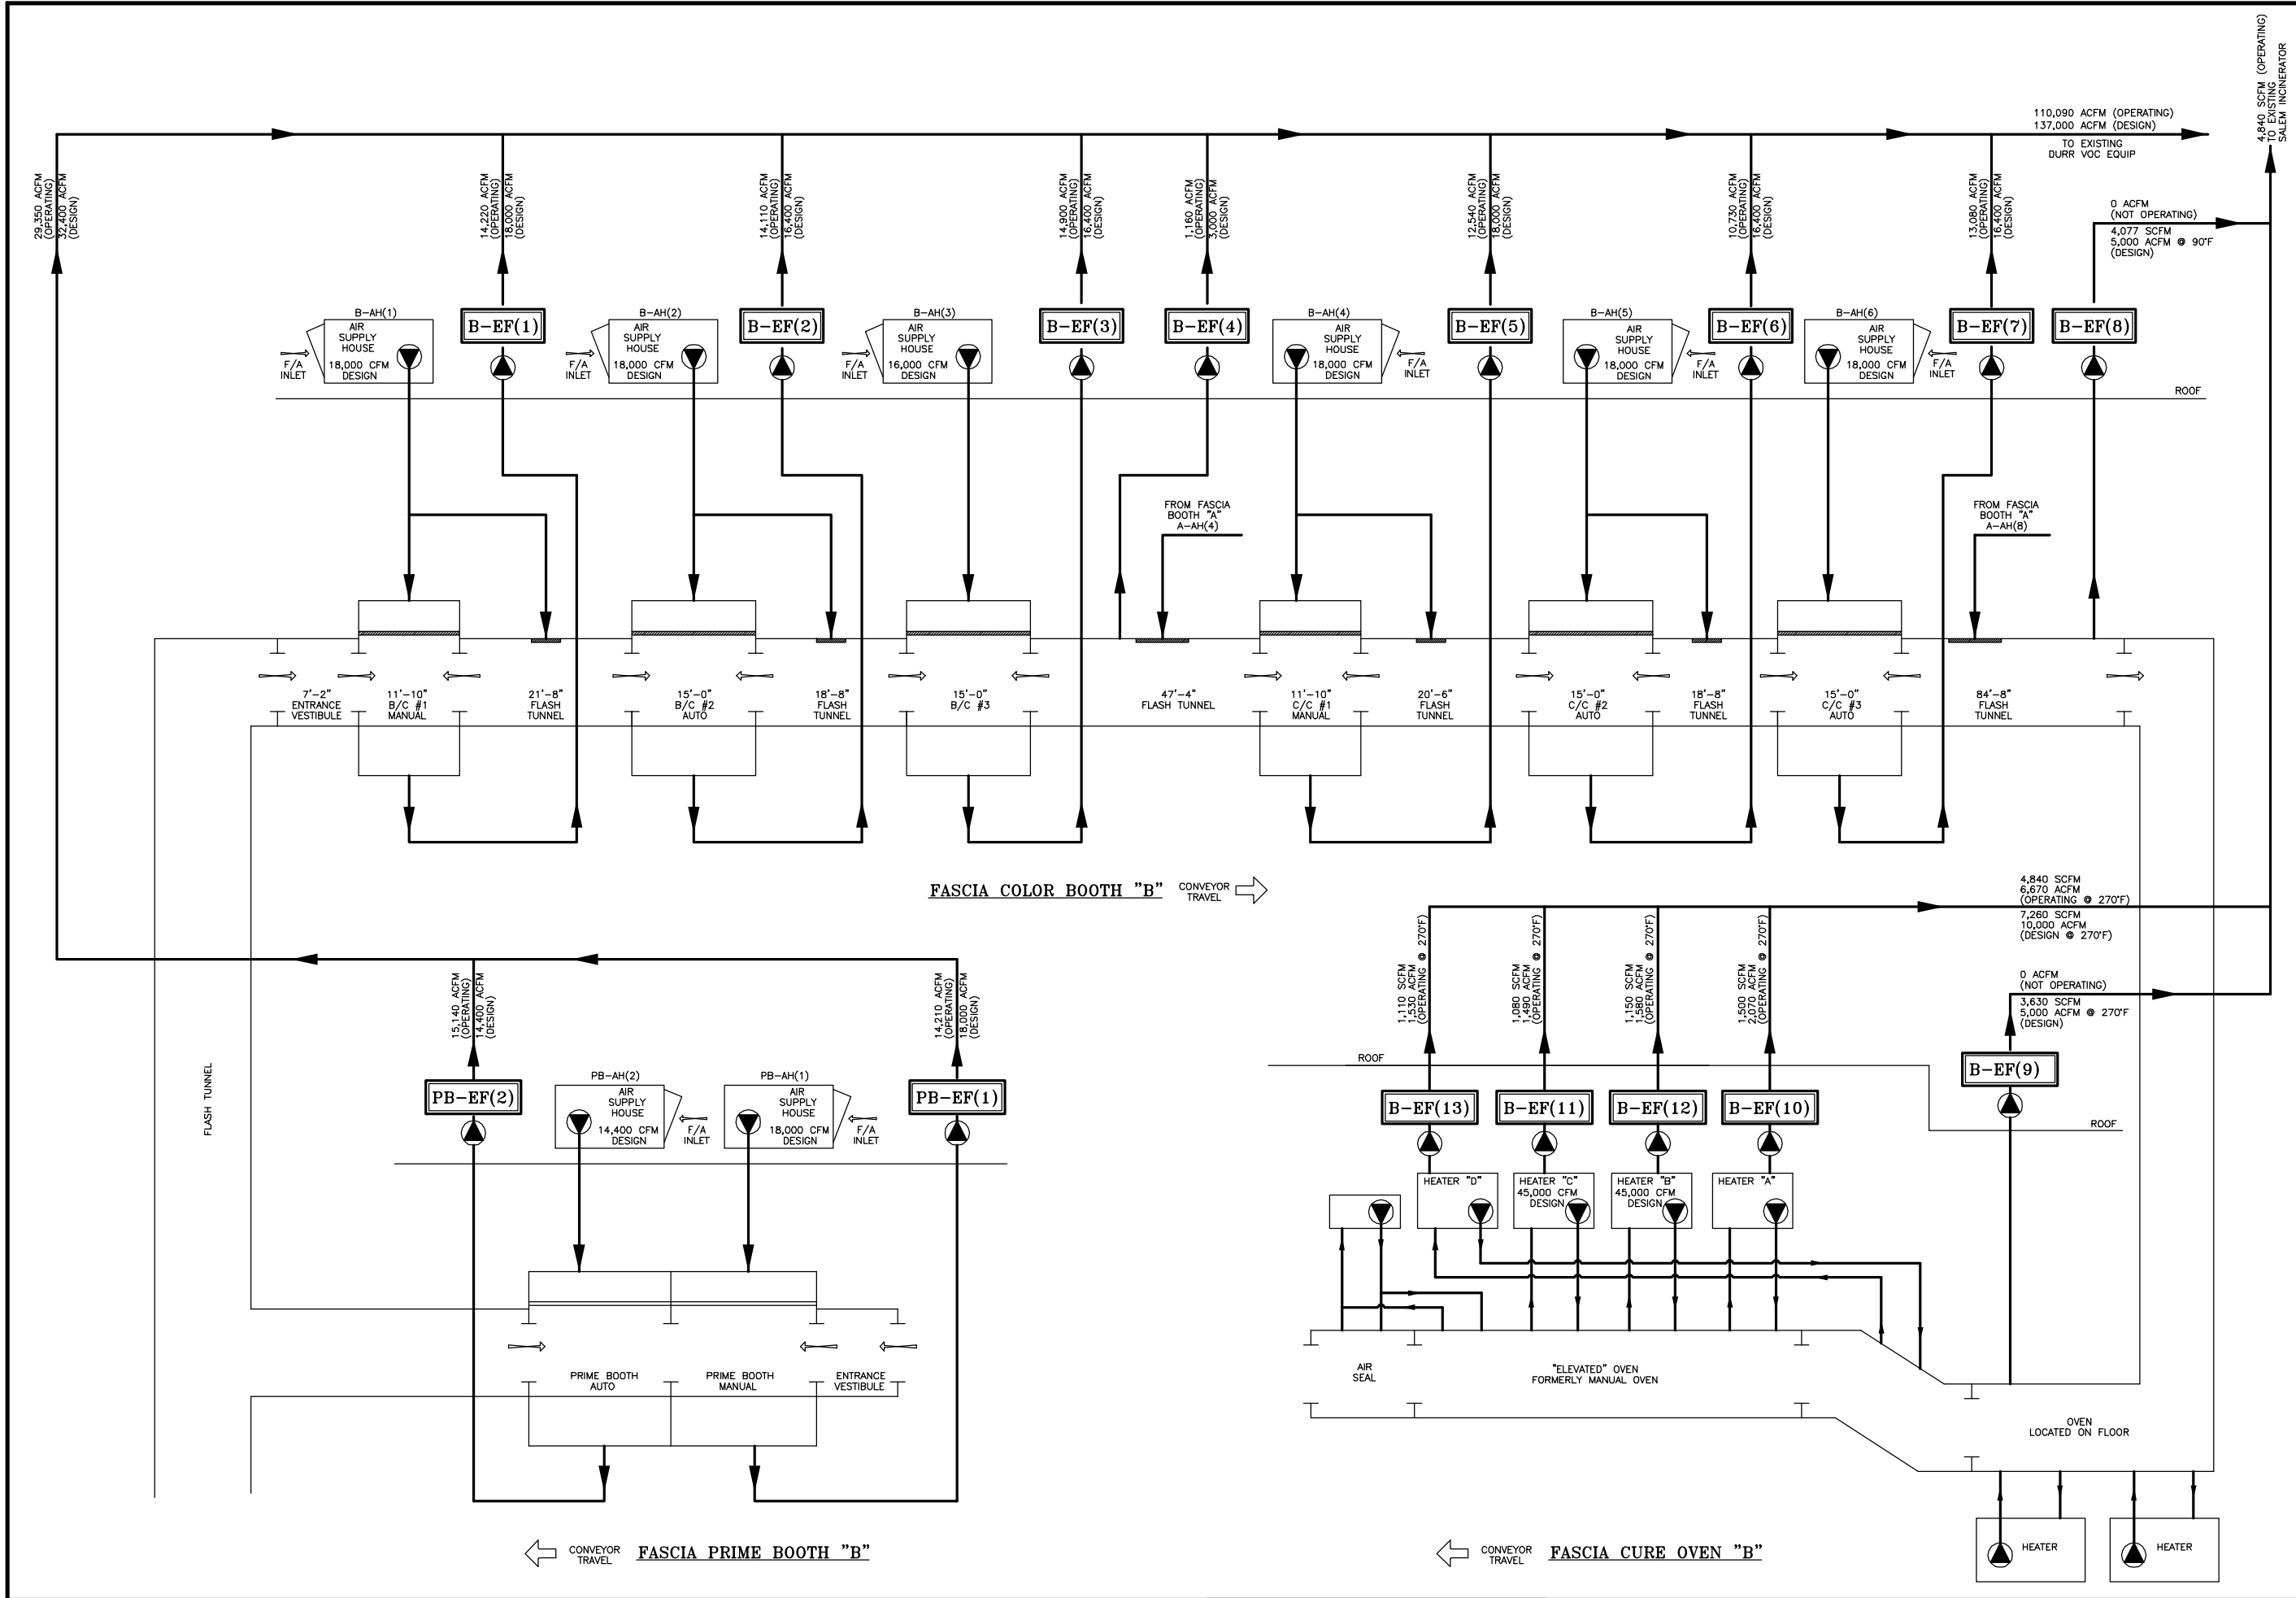 4,840 SCFM (OPERATING)
TO EXISTING
SALEM INCINERATOR
110,090 ACFM (OPERATING)
137,000 ACFM (DESIGN)
TO EXISTING
DURR VOC EQUIP
29,350 ACFM
(OPERATING)
32,400 ACFM
(DESIGN)
14,220 ACFM
(OPERATING)
18,000 ACFM
(DESIGN)
14,110 ACFM
(OPERATING)
16,400 ACFM
(DESIGN)
14,900 ACFM
(OPERATING)
16,400 ACFM
(DESIGN)
1,160 ACFM
(OPERATING)
3,000 ACFM
(DESIGN)
12,540 ACFM
(OPERATING)
18,000 ACFM
(DESIGN)
10,730 ACFM
(OPERATING)
16,400 ACFM
(DESIGN)
13,080 ACFM
(OPERATING)
16,400 ACFM
(DESIGN)
0 ACFM
(NOT OPERATING)
4,077 SCFM
5,000 ACFM @ 90°F
(DESIGN)
B-AH(1)
AIR
SUPPLY
HOUSE
18,000 CFM
DESIGN
F/A
INLET
B-EF(1)
B-AH(2)
AIR
SUPPLY
HOUSE
18,000 CFM
DESIGN
F/A
INLET
B-EF(2)
B-AH(3)
AIR
SUPPLY
HOUSE
16,000 CFM
DESIGN
F/A
INLET
B-EF(3)
B-EF(4)
B-AH(4)
AIR
SUPPLY
HOUSE
18,000 CFM
DESIGN
F/A
INLET
B-EF(5)
B-AH(5)
AIR
SUPPLY
HOUSE
18,000 CFM
DESIGN
F/A
INLET
B-EF(6)
B-AH(6)
AIR
SUPPLY
HOUSE
18,000 CFM
DESIGN
F/A
INLET
B-EF(7)
B-EF(8)
ROOF
FROM FASCIA
BOOTH "A"
A-AH(4)
FROM FASCIA
BOOTH "A"
A-AH(8)
7'-2"
ENTRANCE
VESTIBULE
11'-10"
B/C #1
MANUAL
21'-8"
FLASH
TUNNEL
15'-0"
B/C #2
AUTO
18'-8"
FLASH
TUNNEL
15'-0"
B/C #3
47'-4"
FLASH TUNNEL
11'-10"
C/C #1
MANUAL
20'-6"
FLASH
TUNNEL
15'-0"
C/C #2
AUTO
18'-8"
FLASH
TUNNEL
15'-0"
C/C #3
AUTO
84'-8"
FLASH
TUNNEL
FASCIA COLOR BOOTH "B"
CONVEYOR
TRAVEL
4,840 SCFM
6,670 ACFM
(OPERATING @ 270°F)
7,260 SCFM
10,000 ACFM
(DESIGN @ 270°F)
0 ACFM
(NOT OPERATING)
3,630 SCFM
5,000 ACFM @ 270°F
(DESIGN)
15,140 ACFM
(OPERATING)
14,400 ACFM
(DESIGN)
14,210 ACFM
(OPERATING)
18,000 ACFM
(DESIGN)
1,110 SCFM
1,530 ACFM
(OPERATING @ 270°F)
1,080 SCFM
1,490 ACFM
(OPERATING @ 270°F)
1,150 SCFM
1,580 ACFM
(OPERATING @ 270°F)
1,500 SCFM
2,070 ACFM
(OPERATING @ 270°F)
FLASH TUNNEL
PB-EF(2)
PB-AH(2)
AIR
SUPPLY
HOUSE
14,400 CFM
DESIGN
F/A
INLET
PB-AH(1)
AIR
SUPPLY
HOUSE
18,000 CFM
DESIGN
F/A
INLET
PB-EF(1)
ROOF
B-EF(13)
B-EF(11)
B-EF(12)
B-EF(10)
B-EF(9)
ROOF
HEATER "D"
HEATER "C"
45,000 CFM
DESIGN
HEATER "B"
45,000 CFM
DESIGN
HEATER "A"
PRIME BOOTH
AUTO
PRIME BOOTH
MANUAL
ENTRANCE
VESTIBULE
AIR
SEAL
"ELEVATED" OVEN
FORMERLY MANUAL OVEN
OVEN
LOCATED ON FLOOR
HEATER
HEATER
CONVEYOR
TRAVEL
FASCIA PRIME BOOTH "B"
CONVEYOR
TRAVEL
FASCIA CURE OVEN "B"